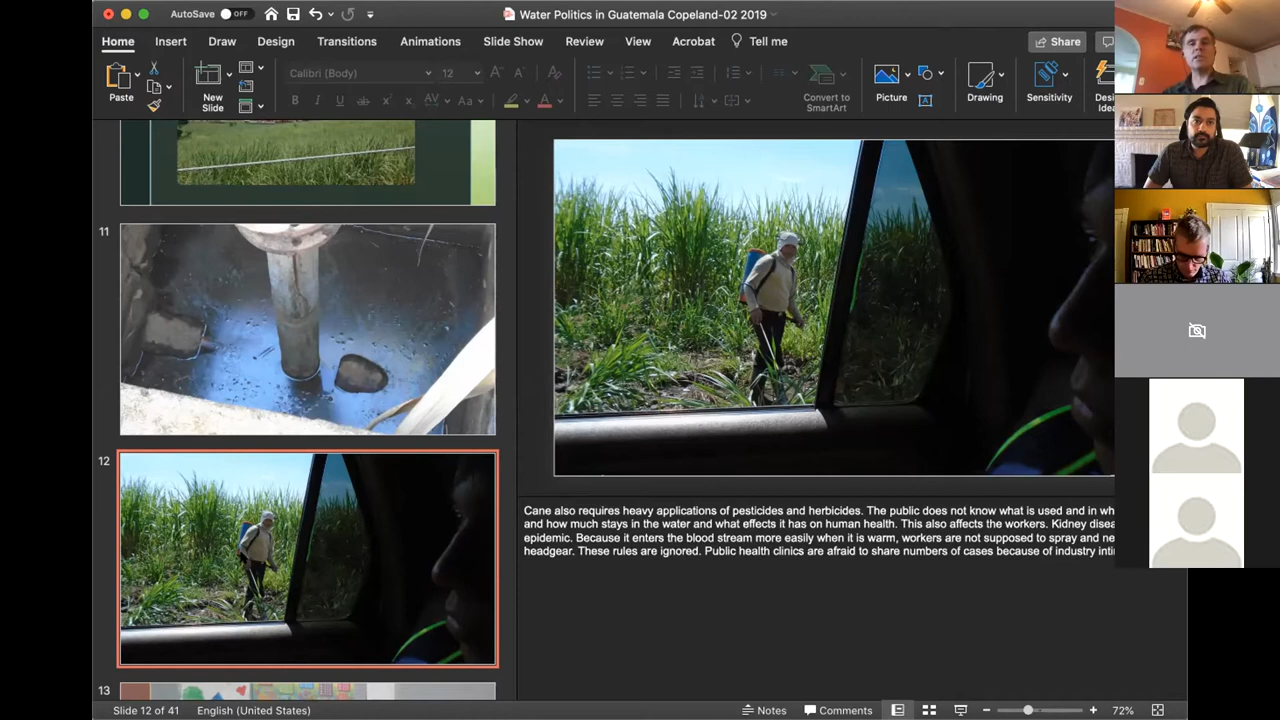 AutoSave OFF
Water Politics in Guatemala Copeland-02 2019
Home Insert Draw Design Transitions Animations Slide Show Review View Acrobat Tell me Share
Calibri (Body) 12
Paste New Slide Convert to SmartArt Picture Drawing Sensitivity
11
12
13
Cane also requires heavy applications of pesticides and herbicides. The public does not know what is used and in
and how much stays in the water and what effects it has on human health. This also affects the workers. Kidney
epidemic. Because it enters the blood stream more easily when it is warm, workers are not supposed to spray and
headgear. These rules are ignored. Public health clinics are afraid to share numbers of cases because of industry
Slide 12 of 41 English (United States) Notes Comments 72%